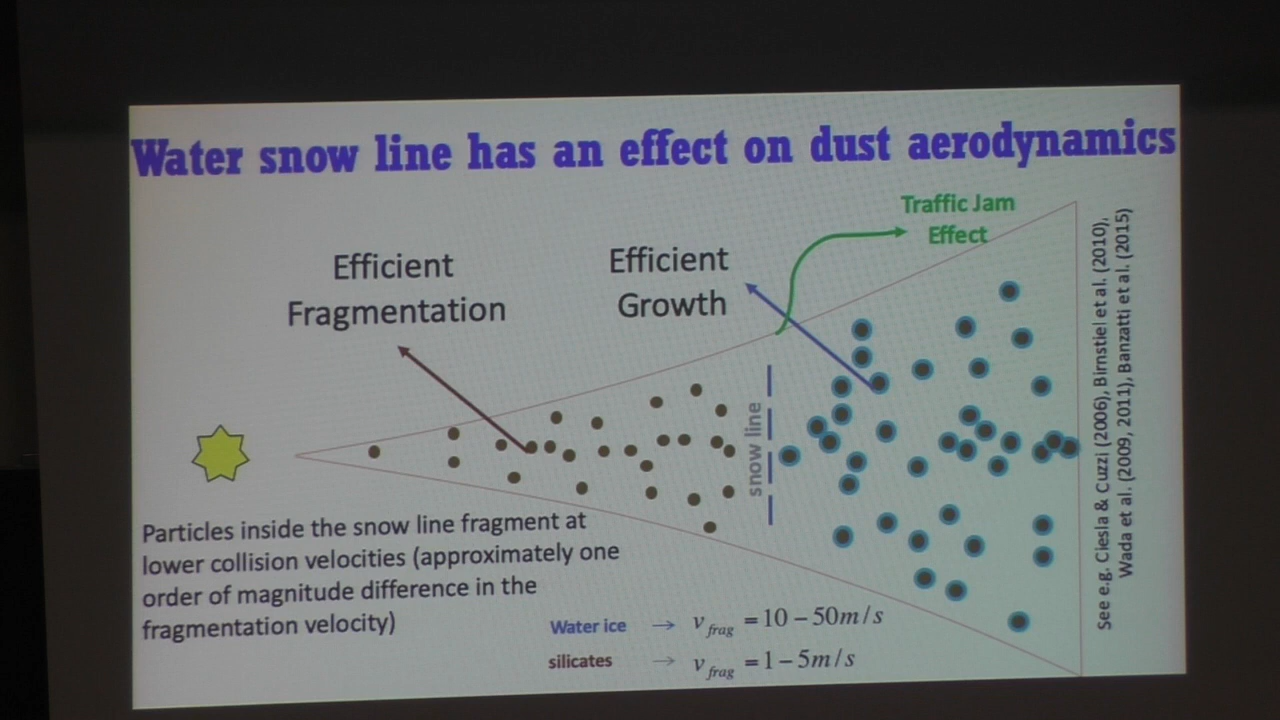 Water snow line has an effect on dust aerodynamics
Traffic Jam
Effect
Efficient
Fragmentation
Efficient
Growth
snow line
Particles inside the snow line fragment at
lower collision velocities (approximately one
order of magnitude difference in the
fragmentation velocity)
Water ice → v_frag = 10 – 50m/s
silicates → v_frag = 1 – 5m/s
See e.g. Ciesla & Cuzzi (2006), Birnstiel et al. (2010),
Wada et al. (2009, 2011), Banzatti et al. (2015)